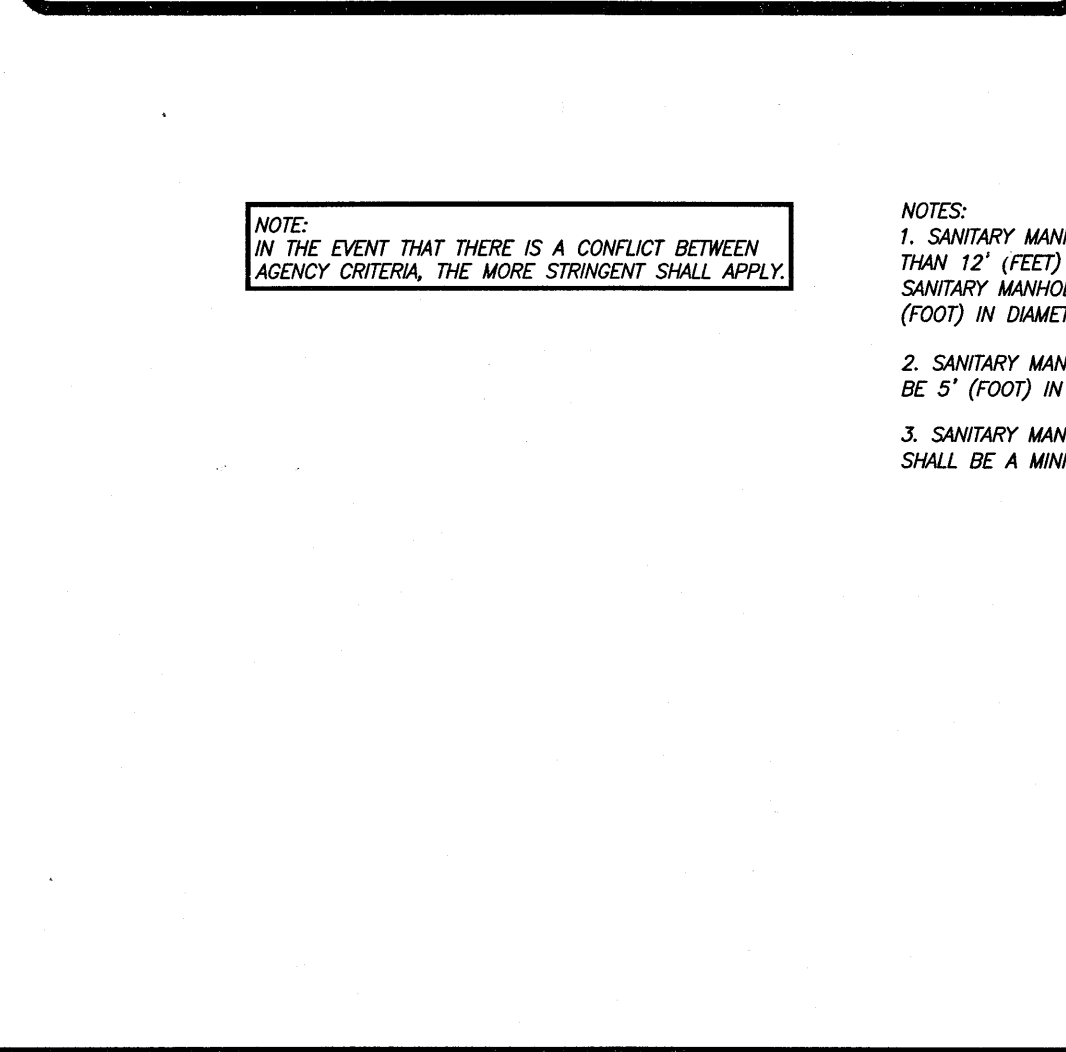 NOTE:
IN THE EVENT THAT THERE IS A CONFLICT BETWEEN
AGENCY CRITERIA, THE MORE STRINGENT SHALL APPLY.
NOTES:
1. SANITARY
THAN 12' (FEET)
SANITARY
(FOOT) IN
2. SANITARY
BE 5' (FOOT) IN
3. SANITARY
SHALL BE A